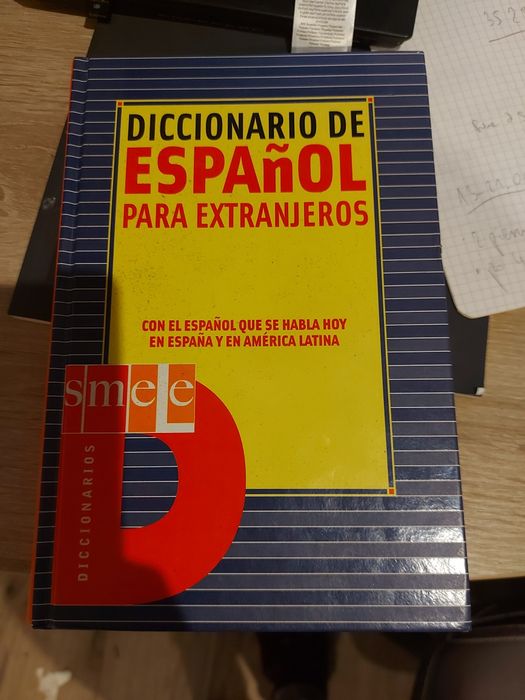 DICCIONARIO DE
ESPAñOL
PARA EXTRANJEROS
CON EL ESPAÑOL QUE SE HABLA HOY
EN ESPAÑA Y EN AMÉRICA LATINA
smele
DICCIONARIOS